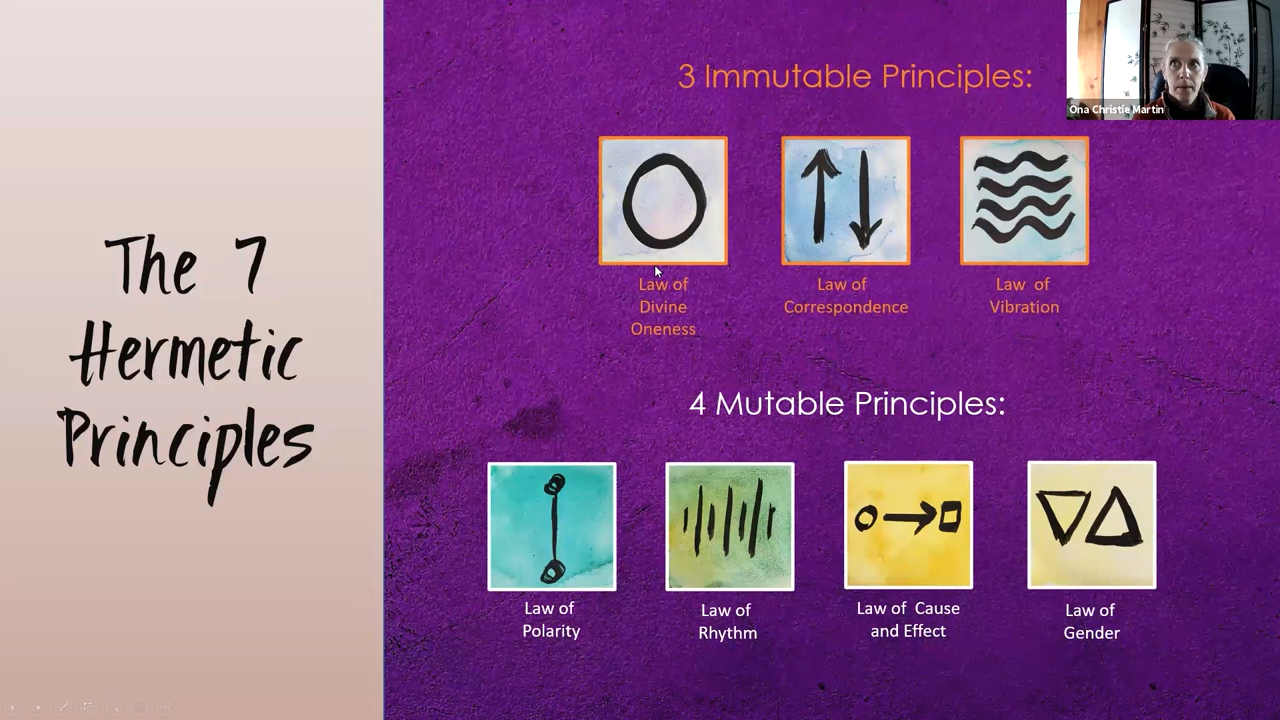 The 7
Hermetic
Principles
3 Immutable Principles:
Ona Christie Martin
Law of
Divine
Oneness
Law of
Correspondence
Law of
Vibration
4 Mutable Principles:
Law of
Polarity
Law of
Rhythm
Law of Cause
and Effect
Law of
Gender